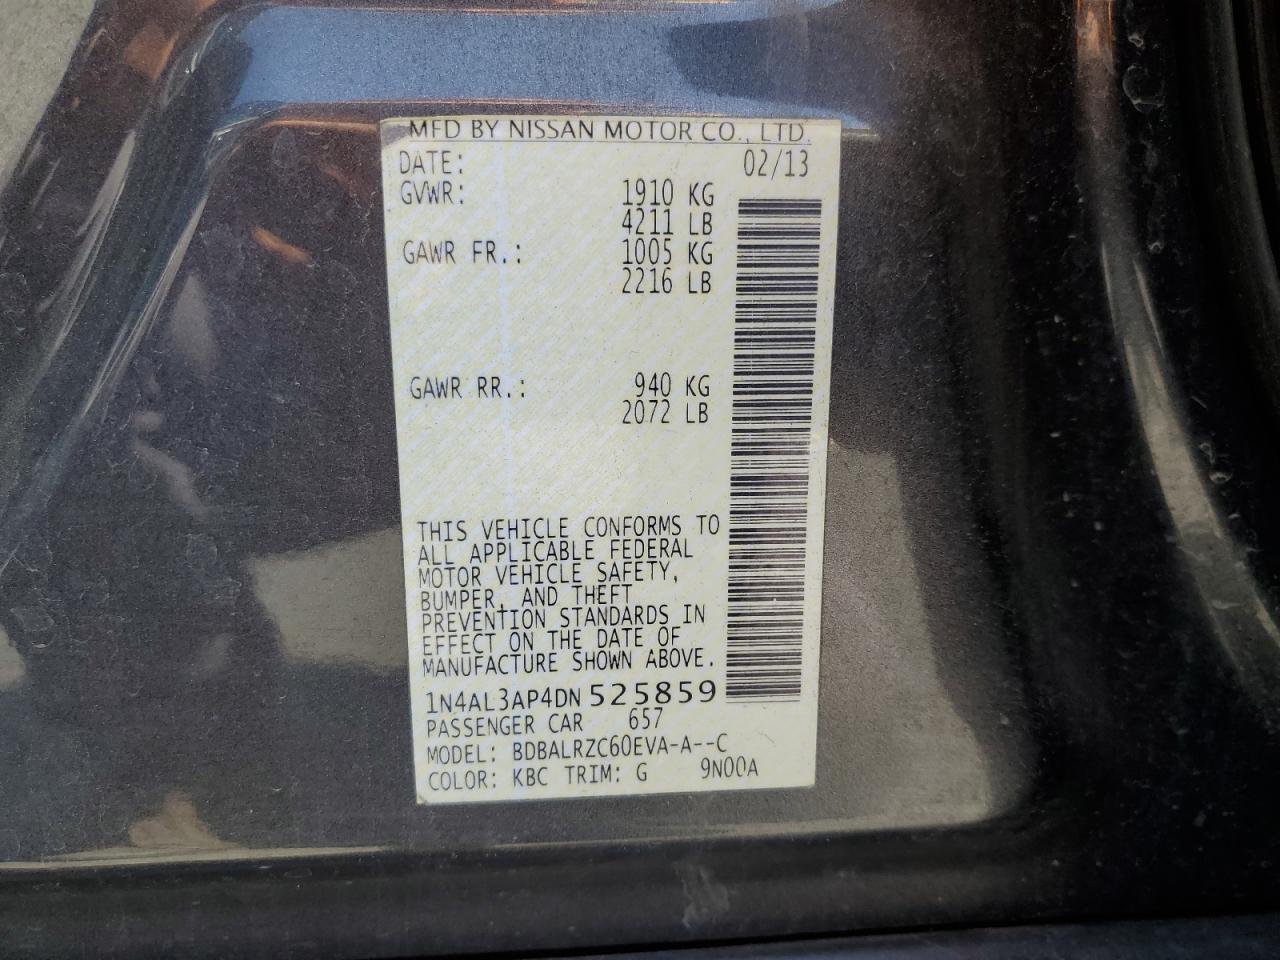 MFD BY NISSAN MOTOR CO., LTD.
DATE: 02/13
GVWR: 1910 KG
4211 LB
GAWR FR.: 1005 KG
2216 LB
GAWR RR.: 940 KG
2072 LB
THIS VEHICLE CONFORMS TO
ALL APPLICABLE FEDERAL
MOTOR VEHICLE SAFETY,
BUMPER, AND THEFT
PREVENTION STANDARDS IN
EFFECT ON THE DATE OF
MANUFACTURE SHOWN ABOVE.
1N4AL3AP4DN525859
PASSENGER CAR 657
MODEL: BDBALRZC60EVA-A--C
COLOR: KBC TRIM: G 9N00A